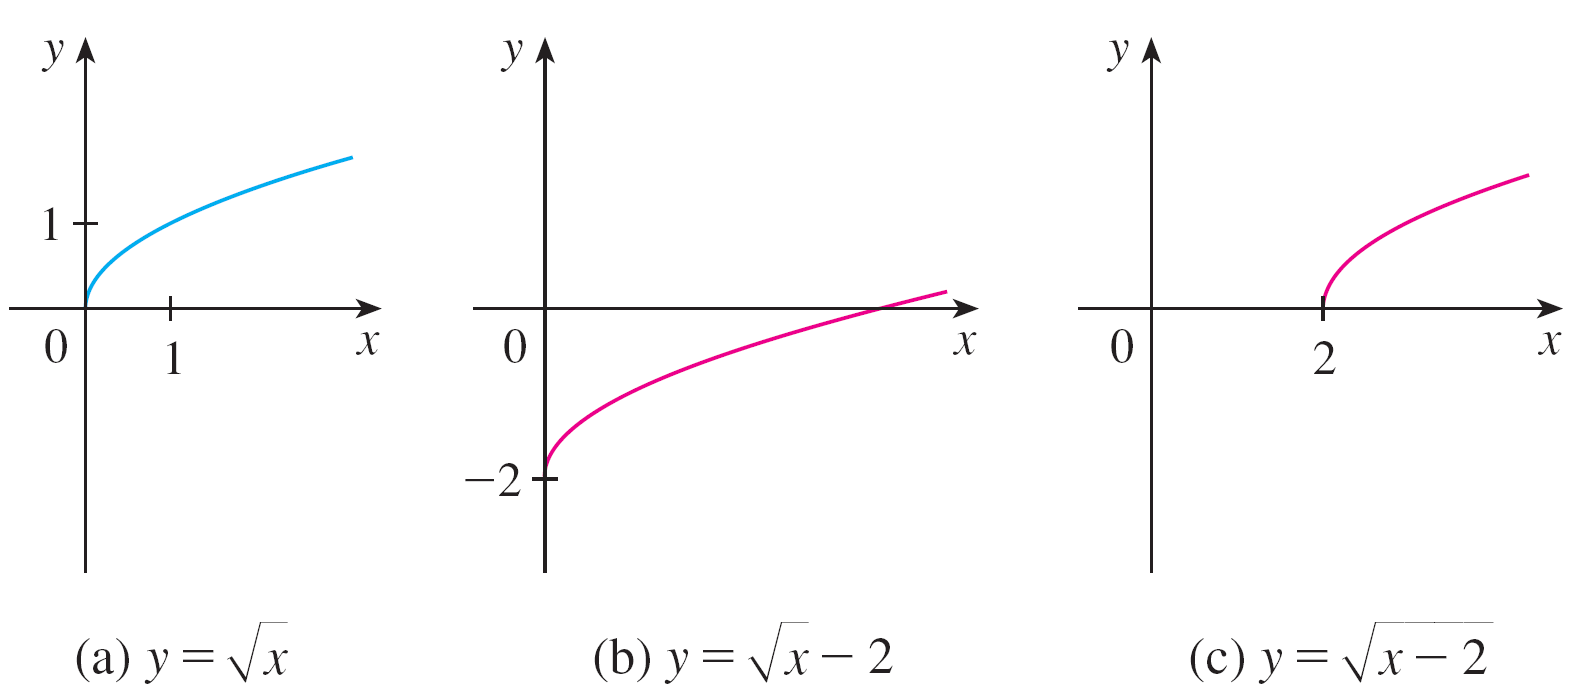 y
1
0
1
x
y
0
x
−2
y
0
2
x
(a) y = √x
(b) y = √x − 2
(c) y = √(x − 2)